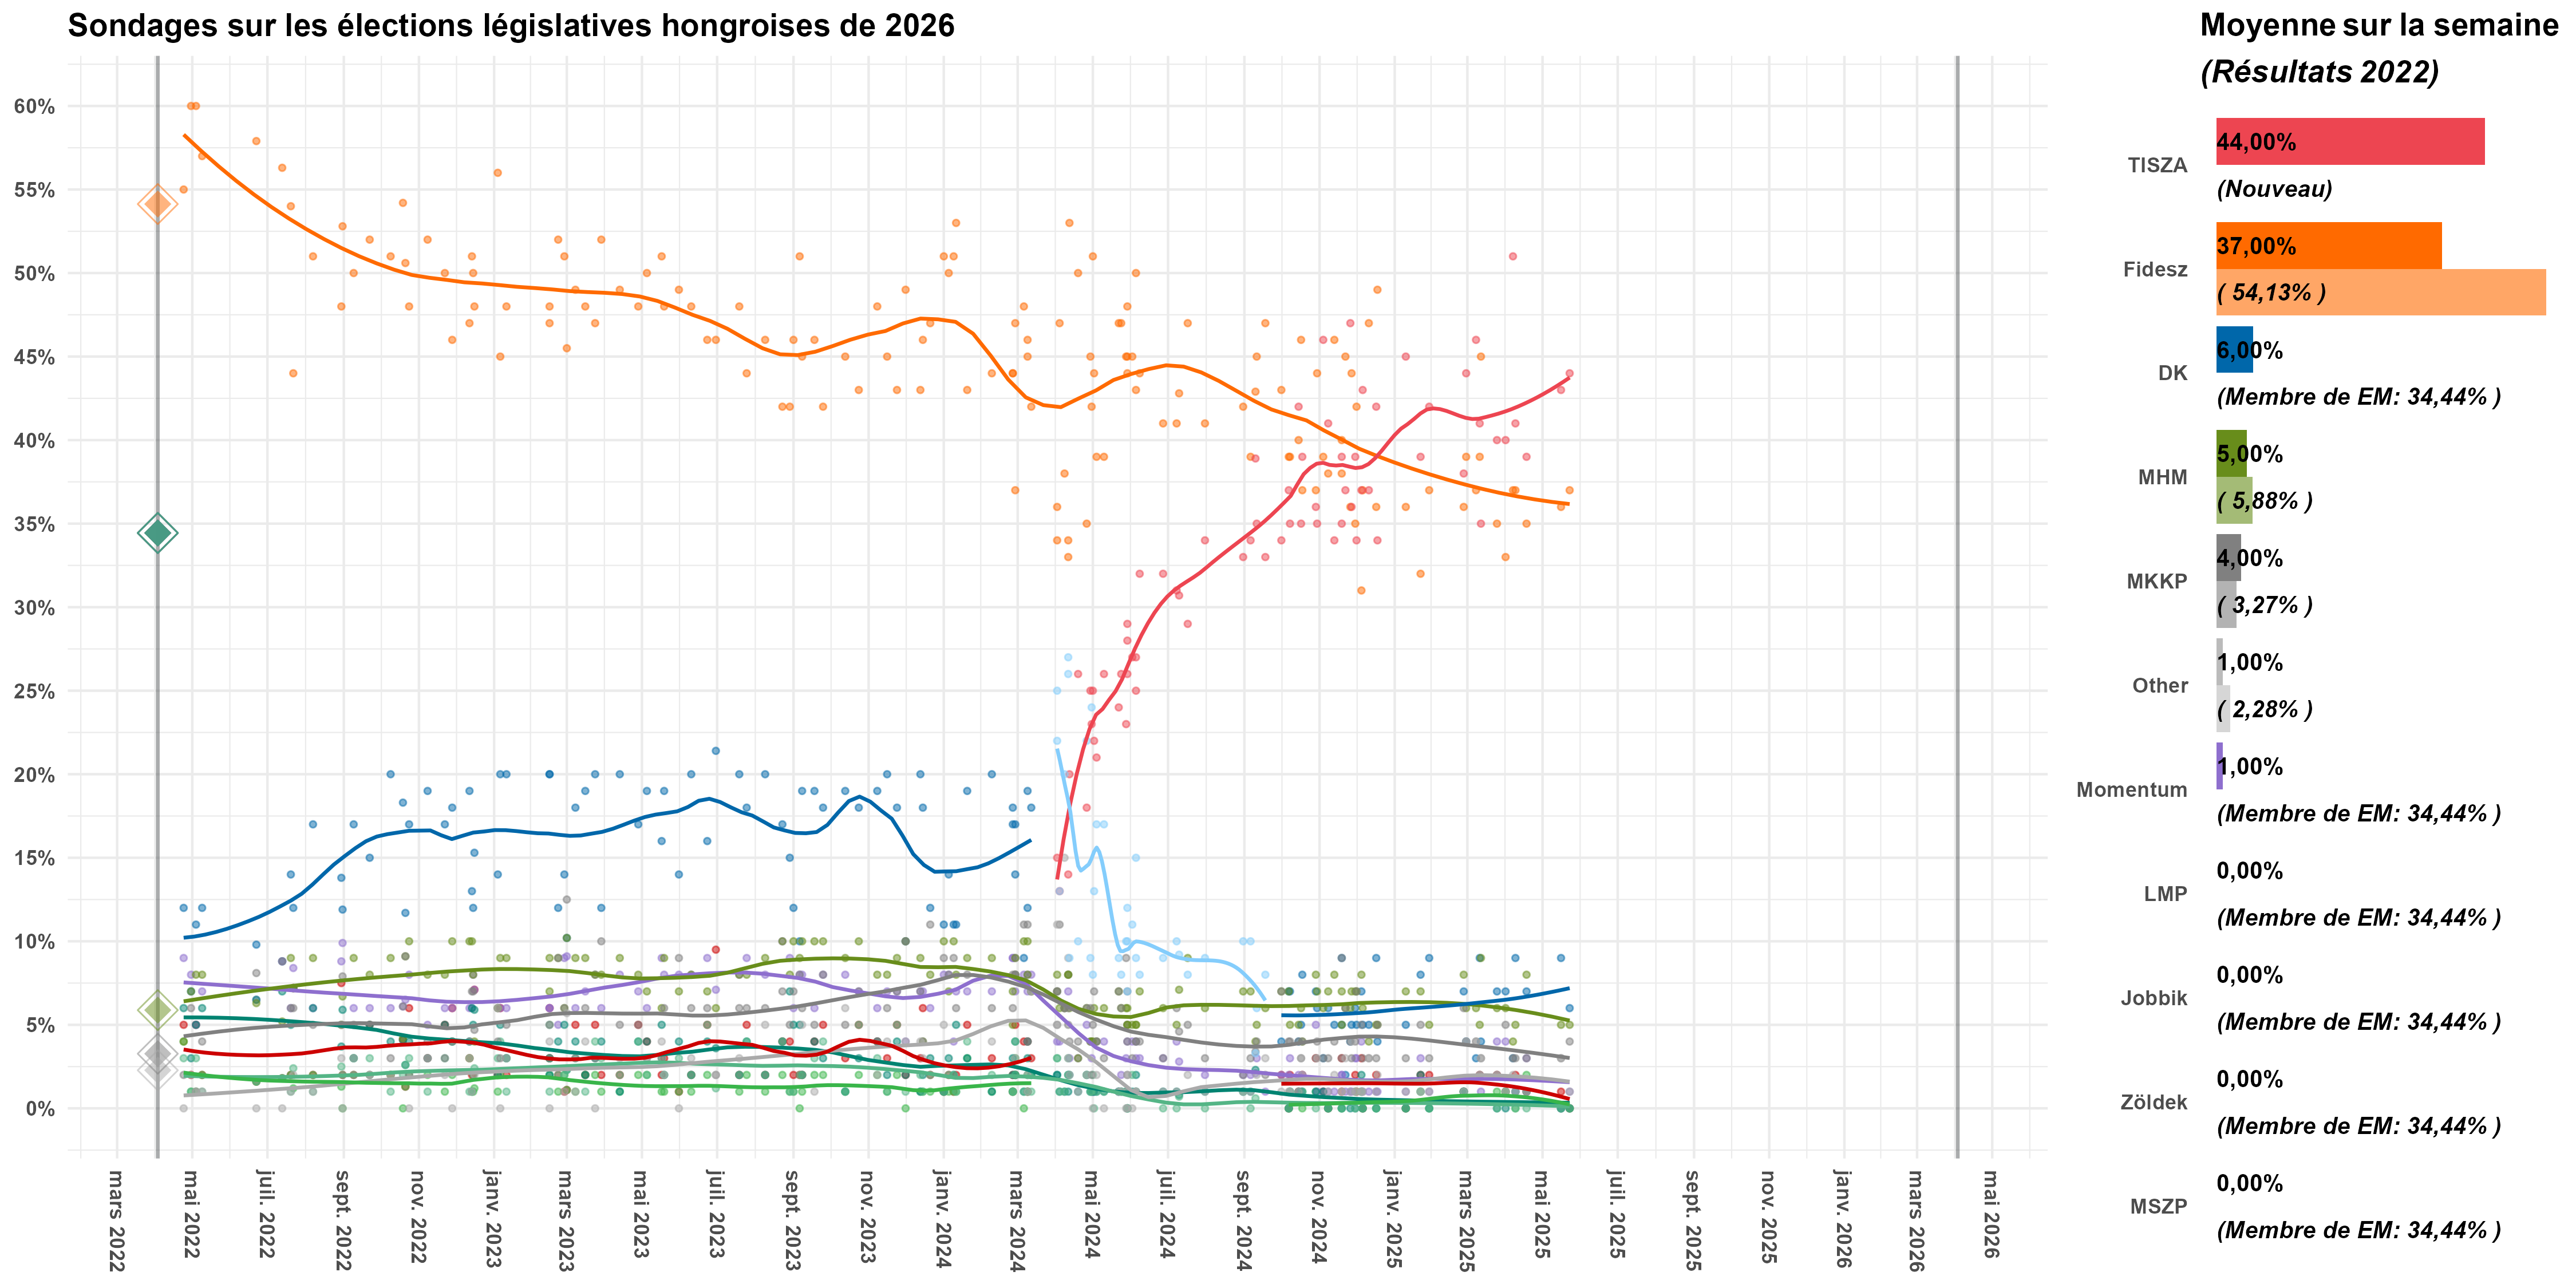 Sondages sur les élections législatives hongroises de 2026
60%
55%
50%
45%
40%
35%
30%
25%
20%
15%
10%
5%
0%
mars 2022
mai 2022
juil. 2022
sept. 2022
nov. 2022
janv. 2023
mars 2023
mai 2023
juil. 2023
sept. 2023
nov. 2023
janv. 2024
mars 2024
mai 2024
juil. 2024
sept. 2024
nov. 2024
janv. 2025
mars 2025
mai 2025
juil. 2025
sept. 2025
nov. 2025
janv. 2026
mars 2026
mai 2026
Moyenne sur la semaine
(Résultats 2022)
TISZA
44,00%
(Nouveau)
Fidesz
37,00%
( 54,13% )
DK
6,00%
(Membre de EM: 34,44% )
MHM
5,00%
( 5,88% )
MKKP
4,00%
( 3,27% )
Other
1,00%
( 2,28% )
Momentum
1,00%
(Membre de EM: 34,44% )
LMP
0,00%
(Membre de EM: 34,44% )
Jobbik
0,00%
(Membre de EM: 34,44% )
Zöldek
0,00%
(Membre de EM: 34,44% )
MSZP
0,00%
(Membre de EM: 34,44% )